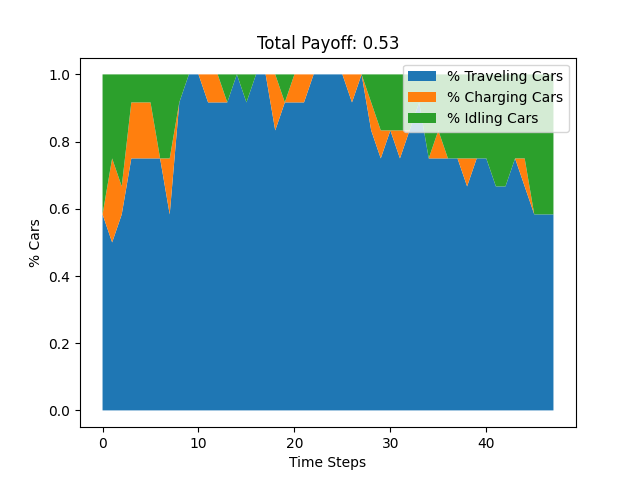 Total Payoff: 0.53
% Traveling Cars
% Charging Cars
% Idling Cars
% Cars
1.0
0.8
0.6
0.4
0.2
0.0
0 10 20 30 40
Time Steps